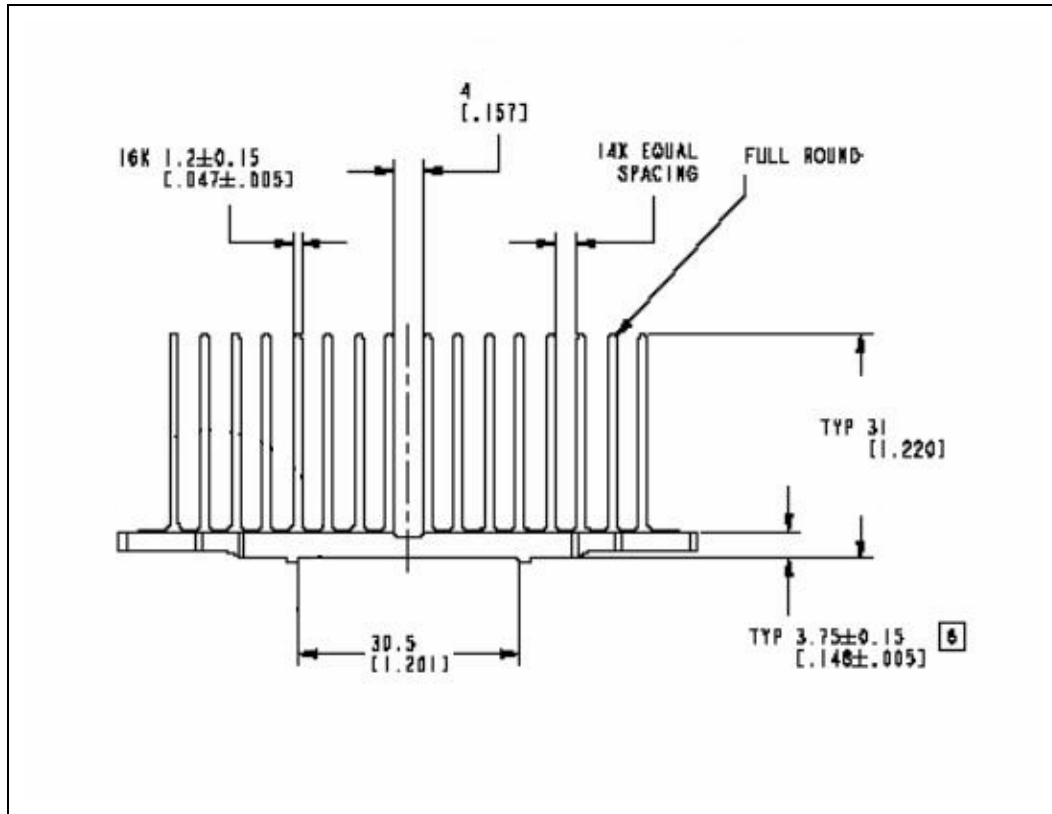 4
[.157]
16X 1.2±0.15
[.047±.005]
14X EQUAL
SPACING
FULL ROUND
TYP 31
[1.220]
30.5
[1.201]
TYP 3.75±0.15 6
[.148±.005]